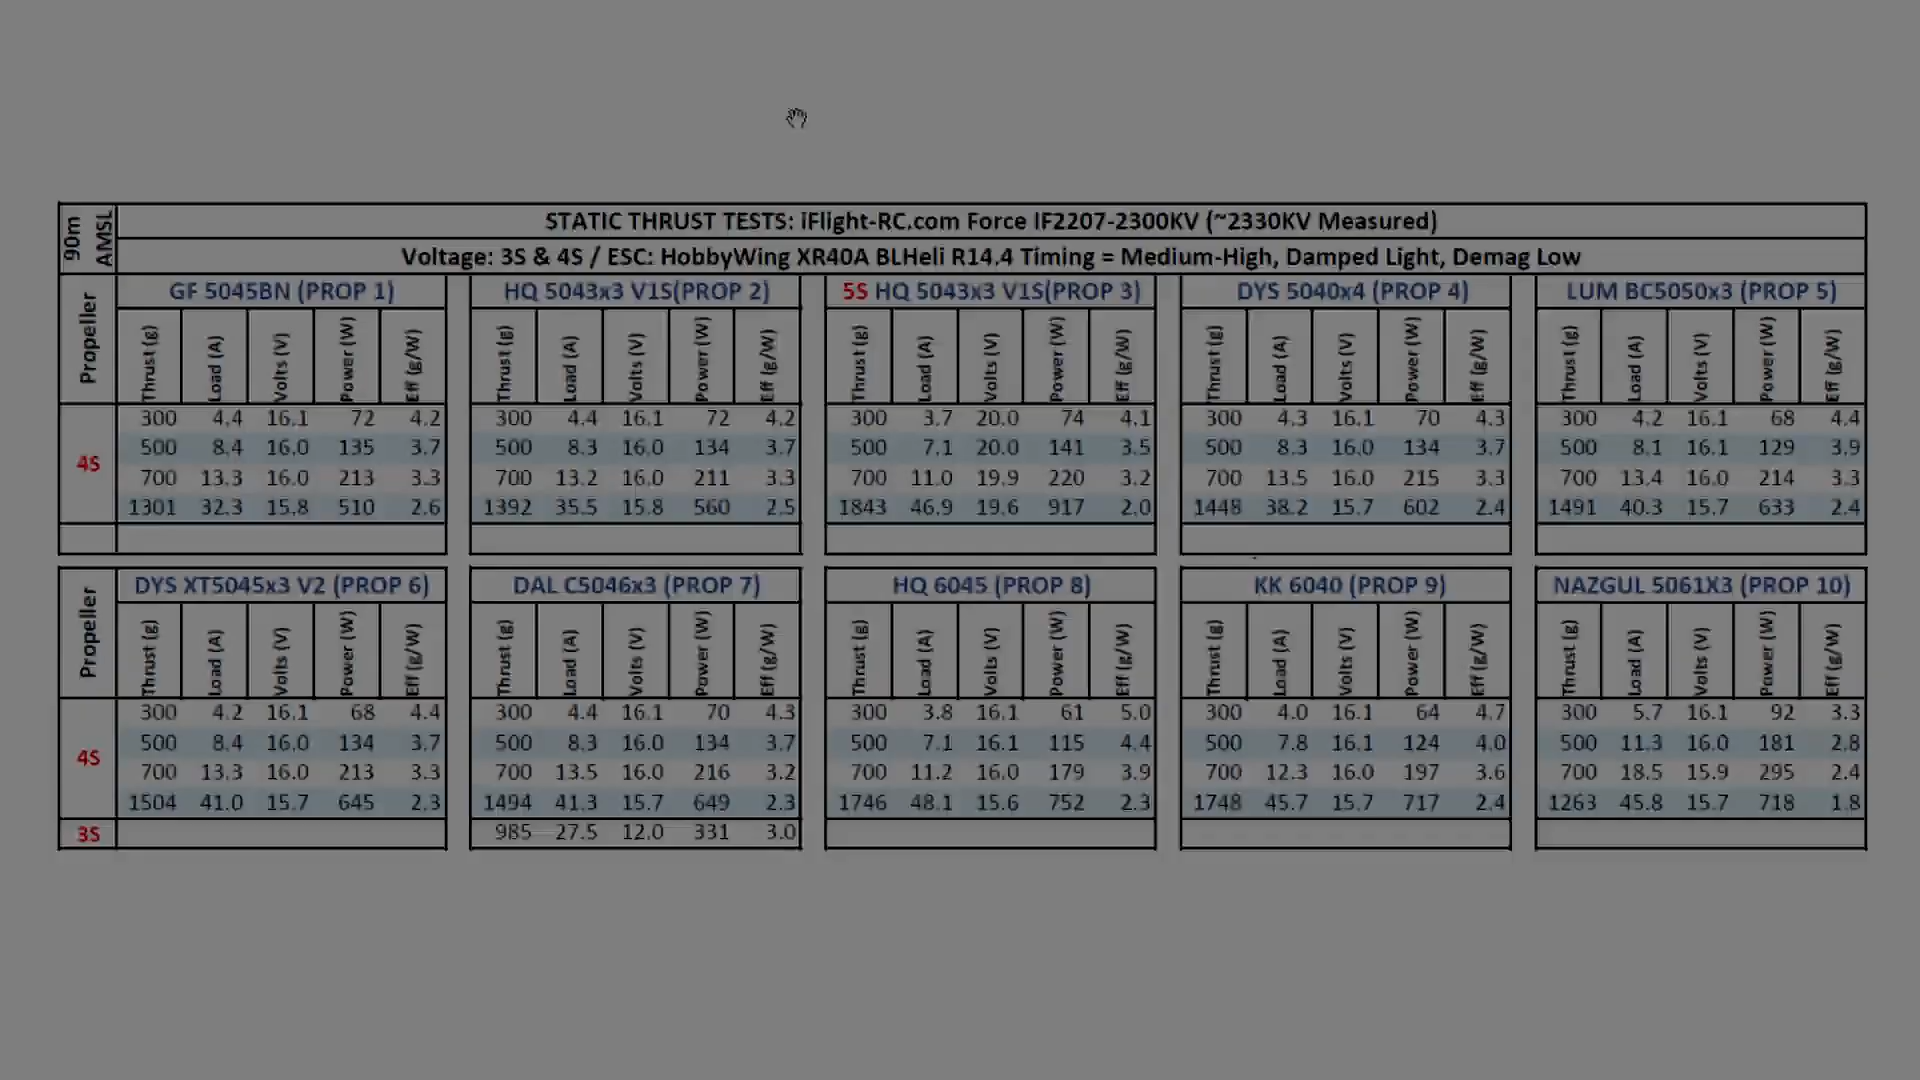 90m AMSL
STATIC THRUST TESTS: iFlight-RC.com Force IF2207-2300KV (~2330KV Measured)
Voltage: 3S & 4S / ESC: HobbyWing XR40A BLHeli R14.4 Timing = Medium-High, Damped Light, Demag Low
Propeller GF 5045BN (PROP 1) HQ 5043x3 V1S(PROP 2) 5S HQ 5043x3 V1S(PROP 3) DYS 5040x4 (PROP 4) LUM BC5050x3 (PROP 5)
Thrust (g) Load (A) Volts (V) Power (W) Eff (g/W) Thrust (g) Load (A) Volts (V) Power (W) Eff (g/W) Thrust (g) Load (A) Volts (V) Power (W) Eff (g/W) Thrust (g) Load (A) Volts (V) Power (W) Eff (g/W) Thrust (g) Load (A) Volts (V) Power (W) Eff (g/W)
4S
300 4.4 16.1 72 4.2 300 4.4 16.1 72 4.2 300 3.7 20.0 74 4.1 300 4.3 16.1 70 4.3 300 4.2 16.1 68 4.4
500 8.4 16.0 135 3.7 500 8.3 16.0 134 3.7 500 7.1 20.0 141 3.5 500 8.3 16.0 134 3.7 500 8.1 16.1 129 3.9
700 13.3 16.0 213 3.3 700 13.2 16.0 211 3.3 700 11.0 19.9 220 3.2 700 13.5 16.0 215 3.3 700 13.4 16.0 214 3.3
1301 32.3 15.8 510 2.6 1392 35.5 15.8 560 2.5 1843 46.9 19.6 917 2.0 1448 38.2 15.7 602 2.4 1491 40.3 15.7 633 2.4
Propeller DYS XT5045x3 V2 (PROP 6) DAL C5046x3 (PROP 7) HQ 6045 (PROP 8) KK 6040 (PROP 9) NAZGUL 5061X3 (PROP 10)
Thrust (g) Load (A) Volts (V) Power (W) Eff (g/W) Thrust (g) Load (A) Volts (V) Power (W) Eff (g/W) Thrust (g) Load (A) Volts (V) Power (W) Eff (g/W) Thrust (g) Load (A) Volts (V) Power (W) Eff (g/W) Thrust (g) Load (A) Volts (V) Power (W) Eff (g/W)
4S
300 4.2 16.1 68 4.4 300 4.4 16.1 70 4.3 300 3.8 16.1 61 5.0 300 4.0 16.1 64 4.7 300 5.7 16.1 92 3.3
500 8.4 16.0 134 3.7 500 8.3 16.0 134 3.7 500 7.1 16.1 115 4.4 500 7.8 16.1 124 4.0 500 11.3 16.0 181 2.8
700 13.3 16.0 213 3.3 700 13.5 16.0 216 3.2 700 11.2 16.0 179 3.9 700 12.3 16.0 197 3.6 700 18.5 15.9 295 2.4
1504 41.0 15.7 645 2.3 1494 41.3 15.7 649 2.3 1746 48.1 15.6 752 2.3 1748 45.7 15.7 717 2.4 1263 45.8 15.7 718 1.8
3S 985 27.5 12.0 331 3.0